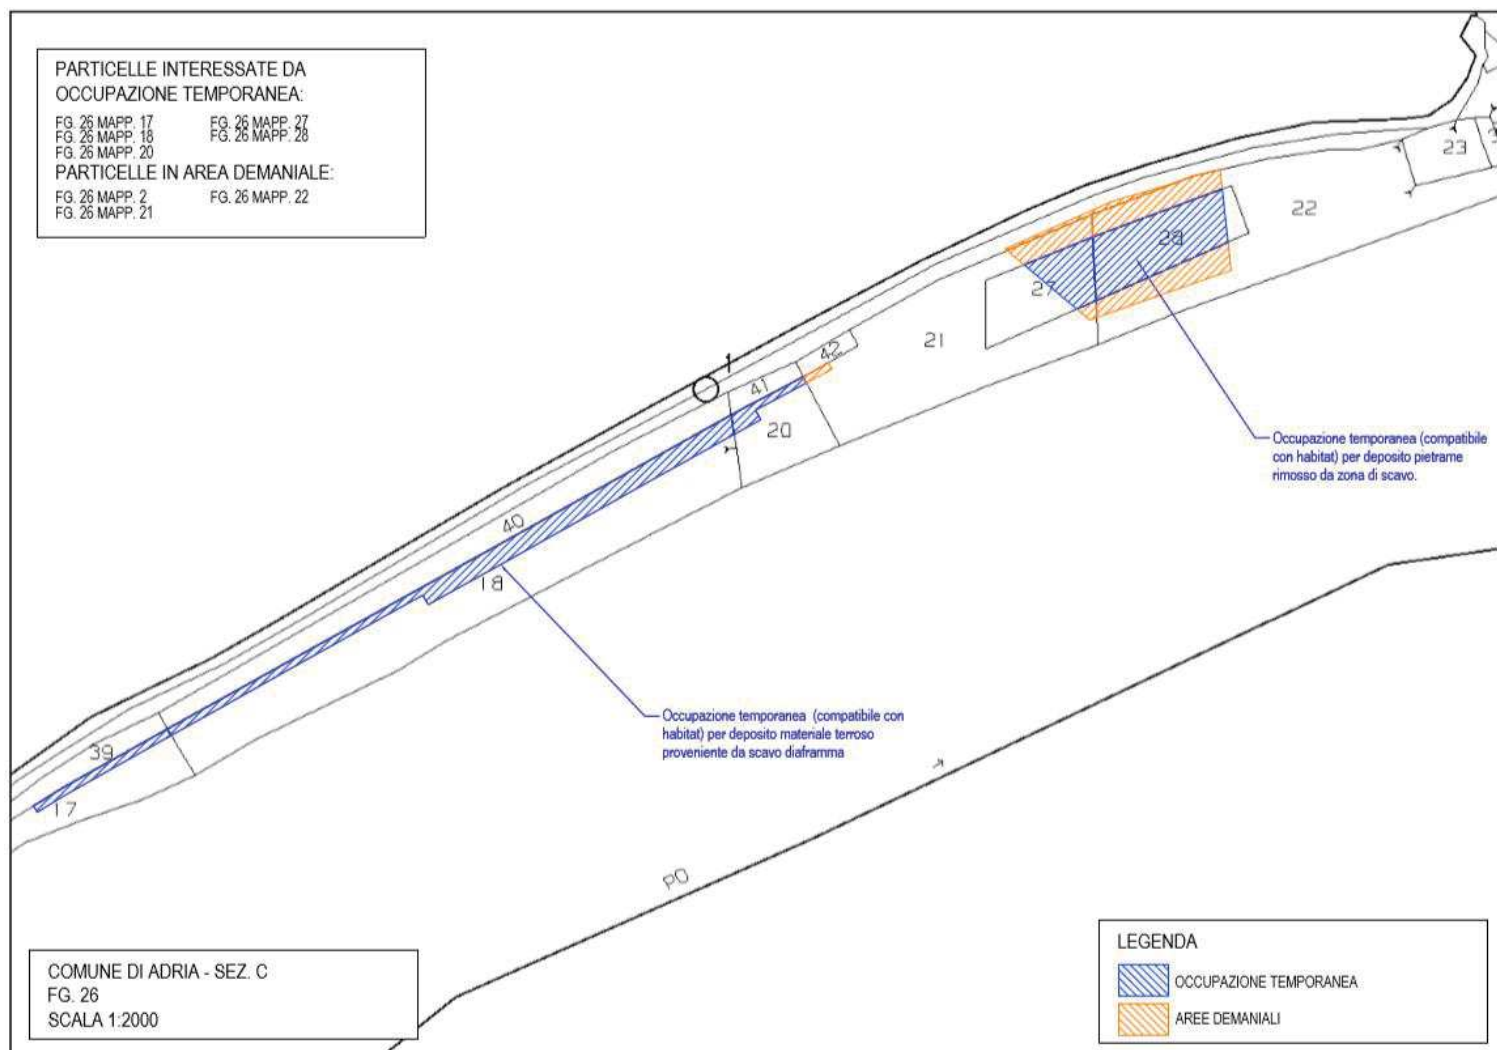 PARTICELLE INTERESSATE DA
OCCUPAZIONE TEMPORANEA:
FG. 26 MAPP. 17 FG. 26 MAPP. 27
FG. 26 MAPP. 18 FG. 26 MAPP. 28
FG. 26 MAPP. 20
PARTICELLE IN AREA DEMANIALE:
FG. 26 MAPP. 2 FG. 26 MAPP. 22
FG. 26 MAPP. 21
23
22
28
27
21
42
1
41
20
Occupazione temporanea (compatibile
con habitat) per deposito pietrame
rimosso da zona di scavo.
40
18
Occupazione temporanea (compatibile con
habitat) per deposito materiale terroso
proveniente da scavo diaframma
39
17
PO
COMUNE DI ADRIA - SEZ. C
FG. 26
SCALA 1:2000
LEGENDA
OCCUPAZIONE TEMPORANEA
AREE DEMANIALI